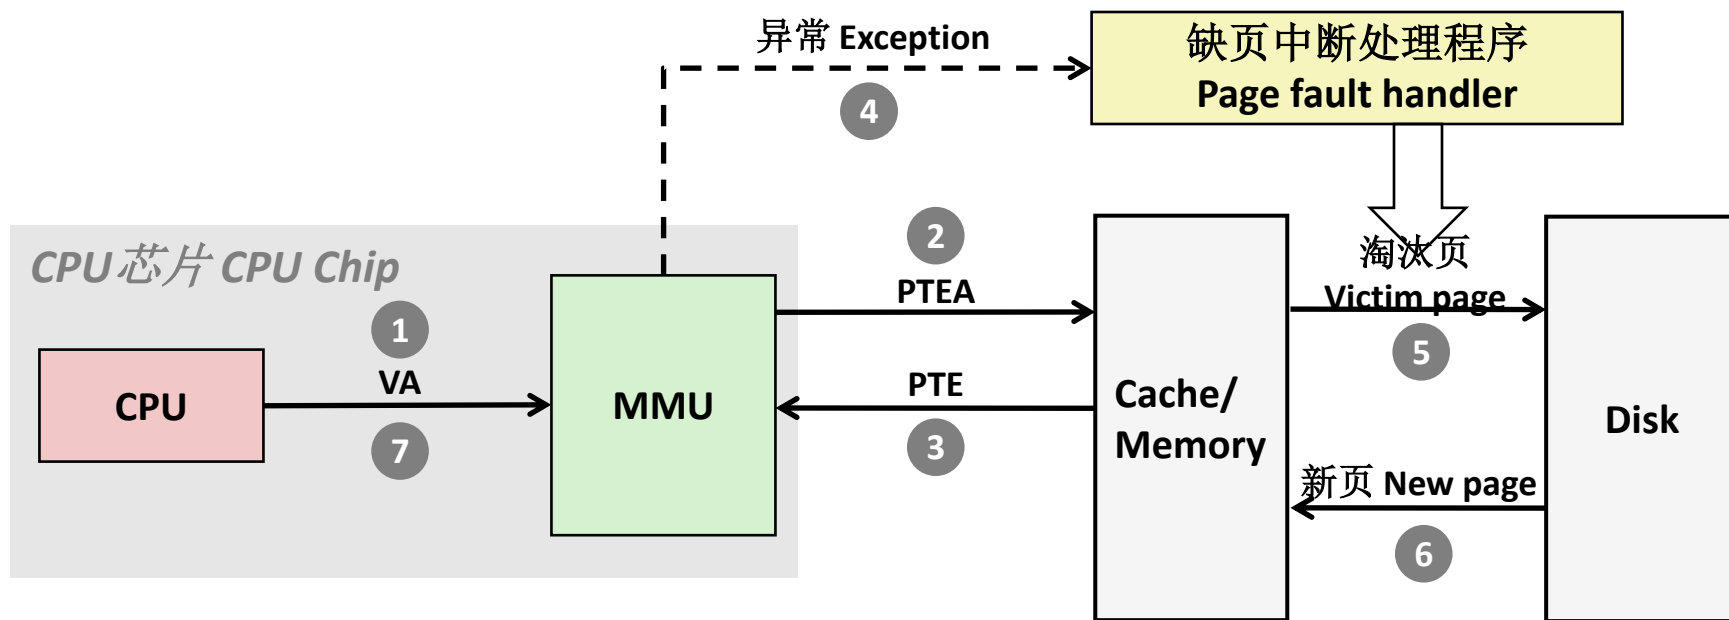 异常 Exception
4
缺页中断处理程序
Page fault handler
CPU芯片 CPU Chip
1
VA
7
CPU
MMU
2
PTEA
PTE
3
Cache/
Memory
淘汰页
Victim page
5
新页 New page
6
Disk